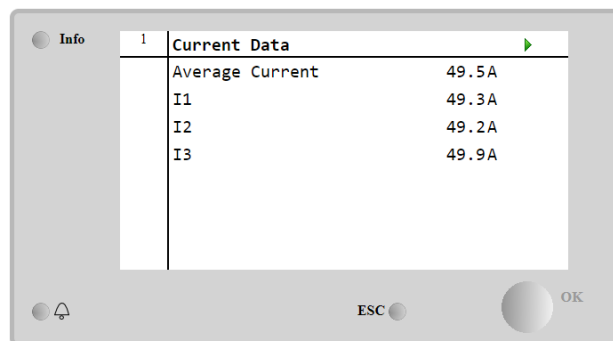 Info
1 Current Data
Average Current 49.5A
I1 49.3A
I2 49.2A
I3 49.9A
ESC
OK